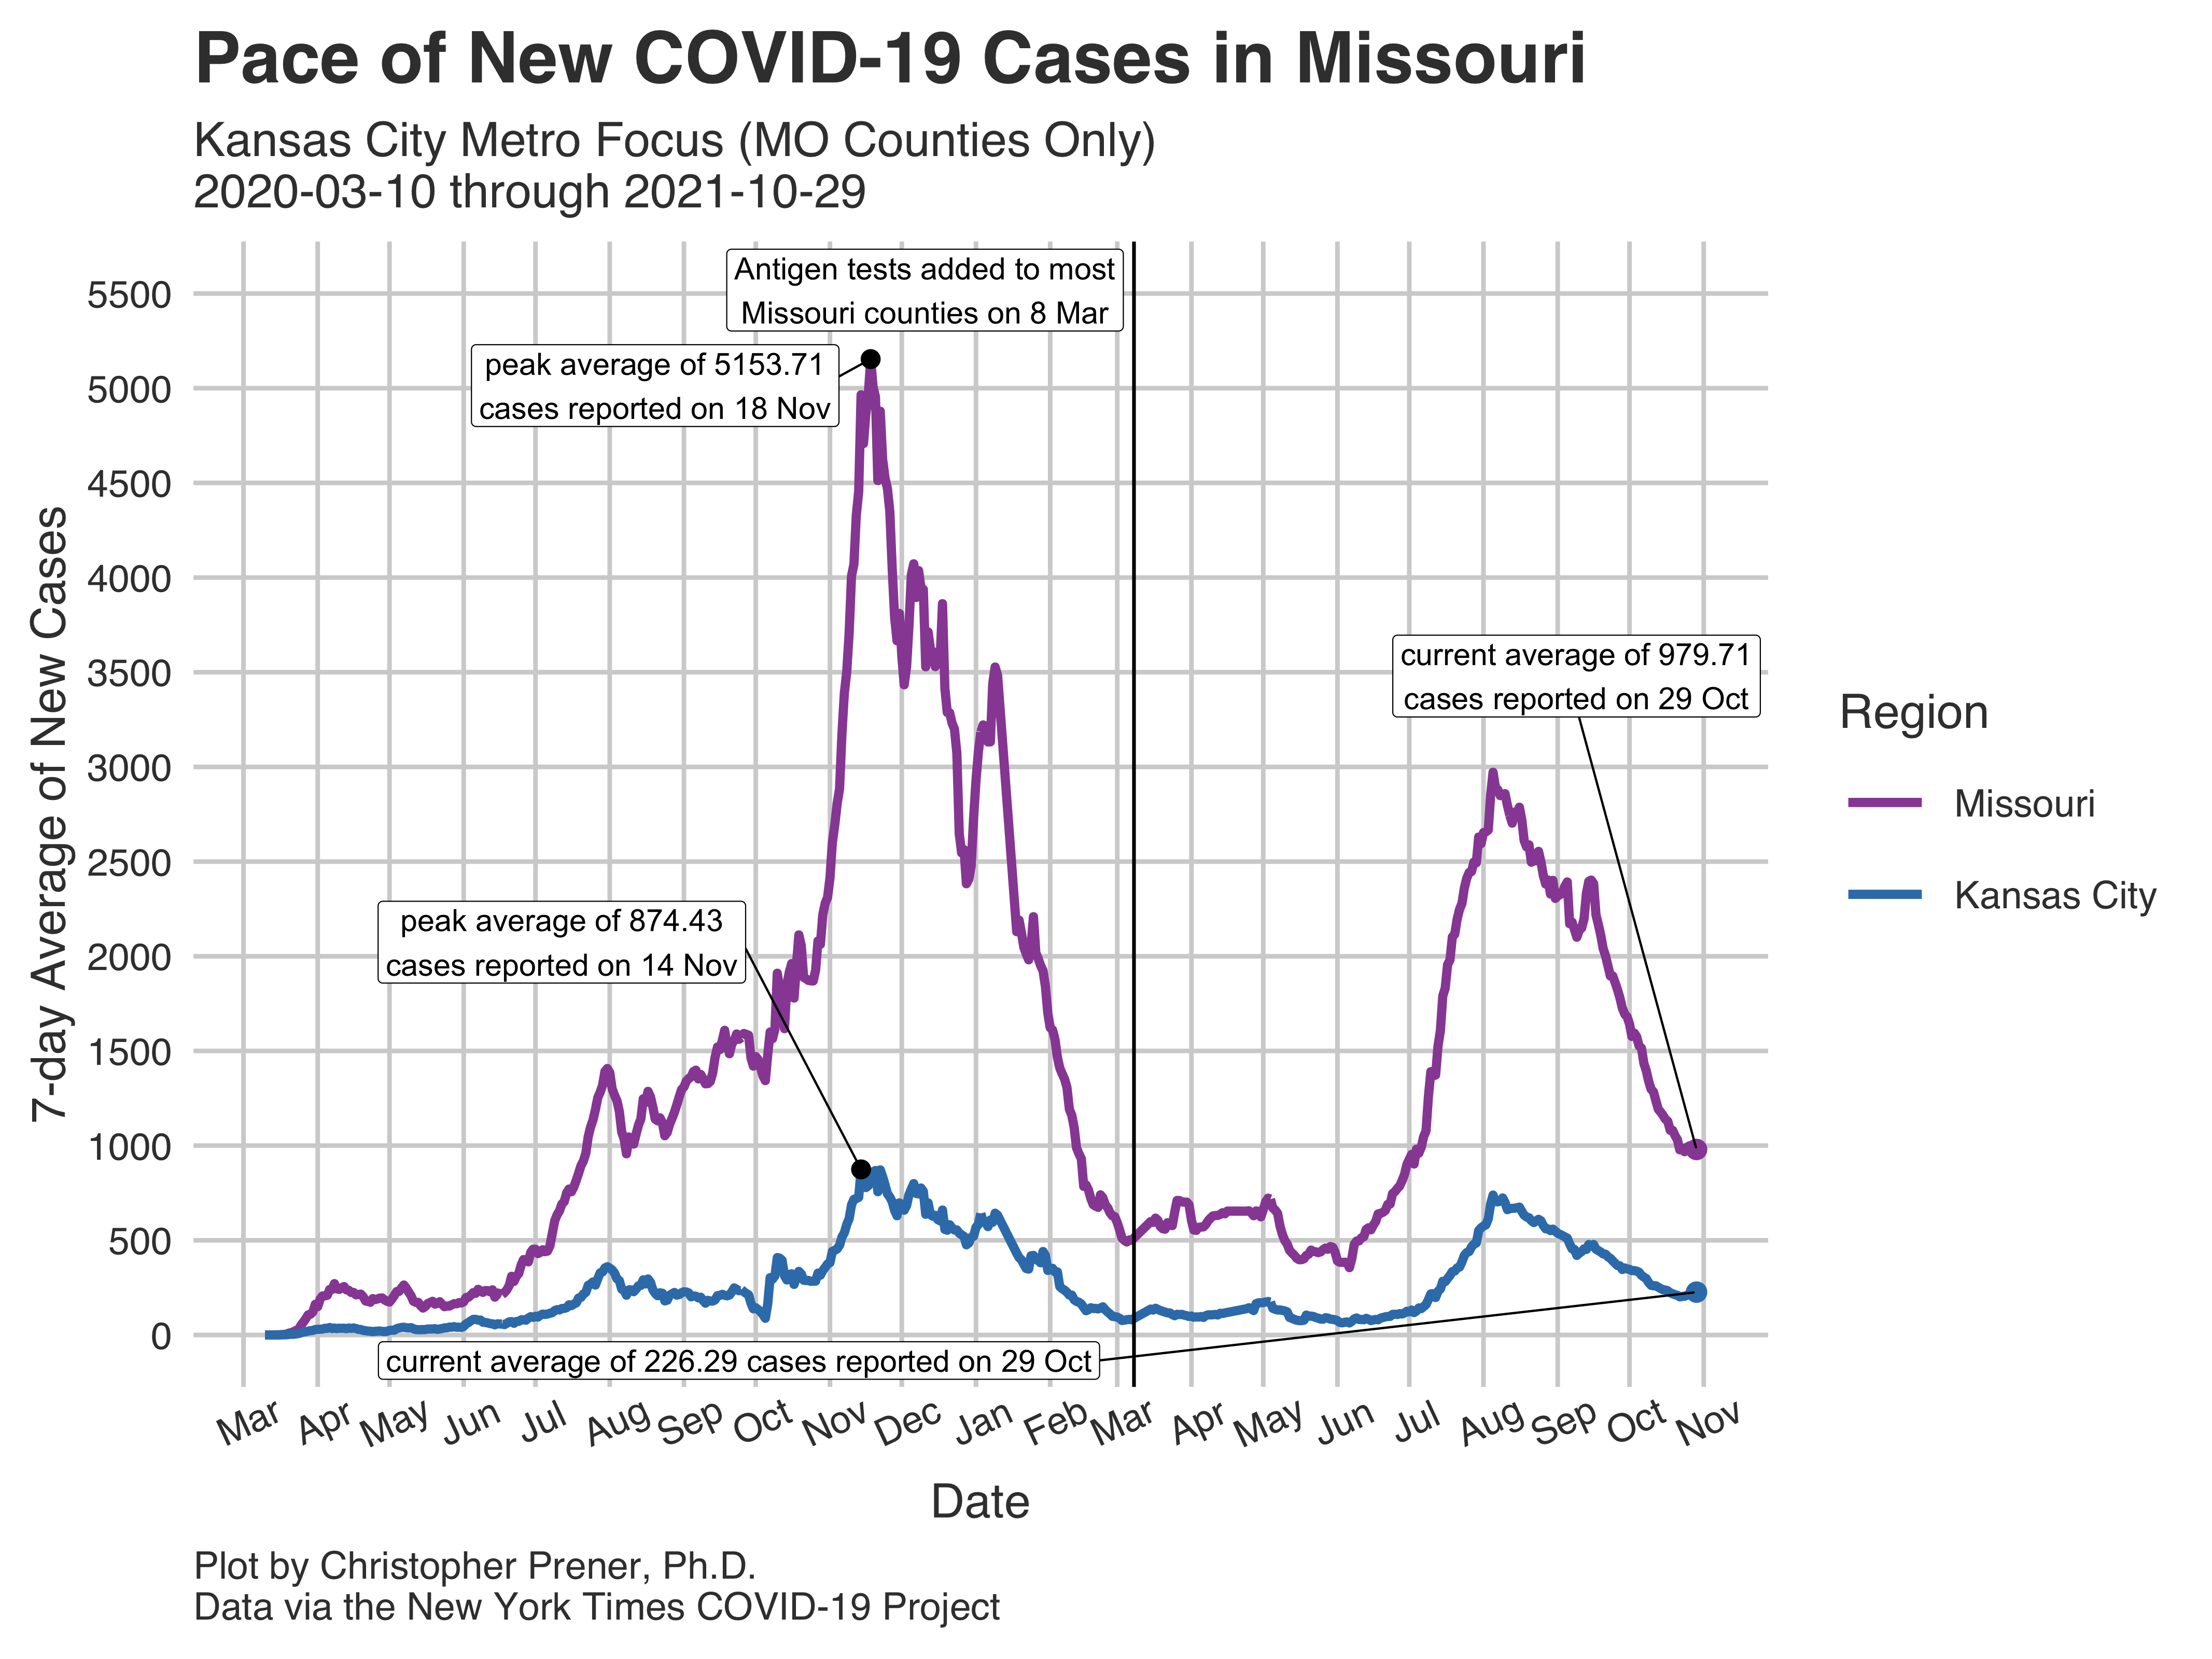 Pace of New COVID-19 Cases in Missouri
Kansas City Metro Focus (MO Counties Only)
2020-03-10 through 2021-10-29
Antigen tests added to most
Missouri counties on 8 Mar
peak average of 5153.71
cases reported on 18 Nov
current average of 979.71
cases reported on 29 Oct
peak average of 874.43
cases reported on 14 Nov
current average of 226.29 cases reported on 29 Oct
7-day Average of New Cases
5500
5000
4500
4000
3500
3000
2500
2000
1500
1000
500
0
Mar Apr May Jun Jul Aug Sep Oct Nov Dec Jan Feb Mar Apr May Jun Jul Aug Sep Oct Nov
Date
Region
Missouri
Kansas City
Plot by Christopher Prener, Ph.D.
Data via the New York Times COVID-19 Project